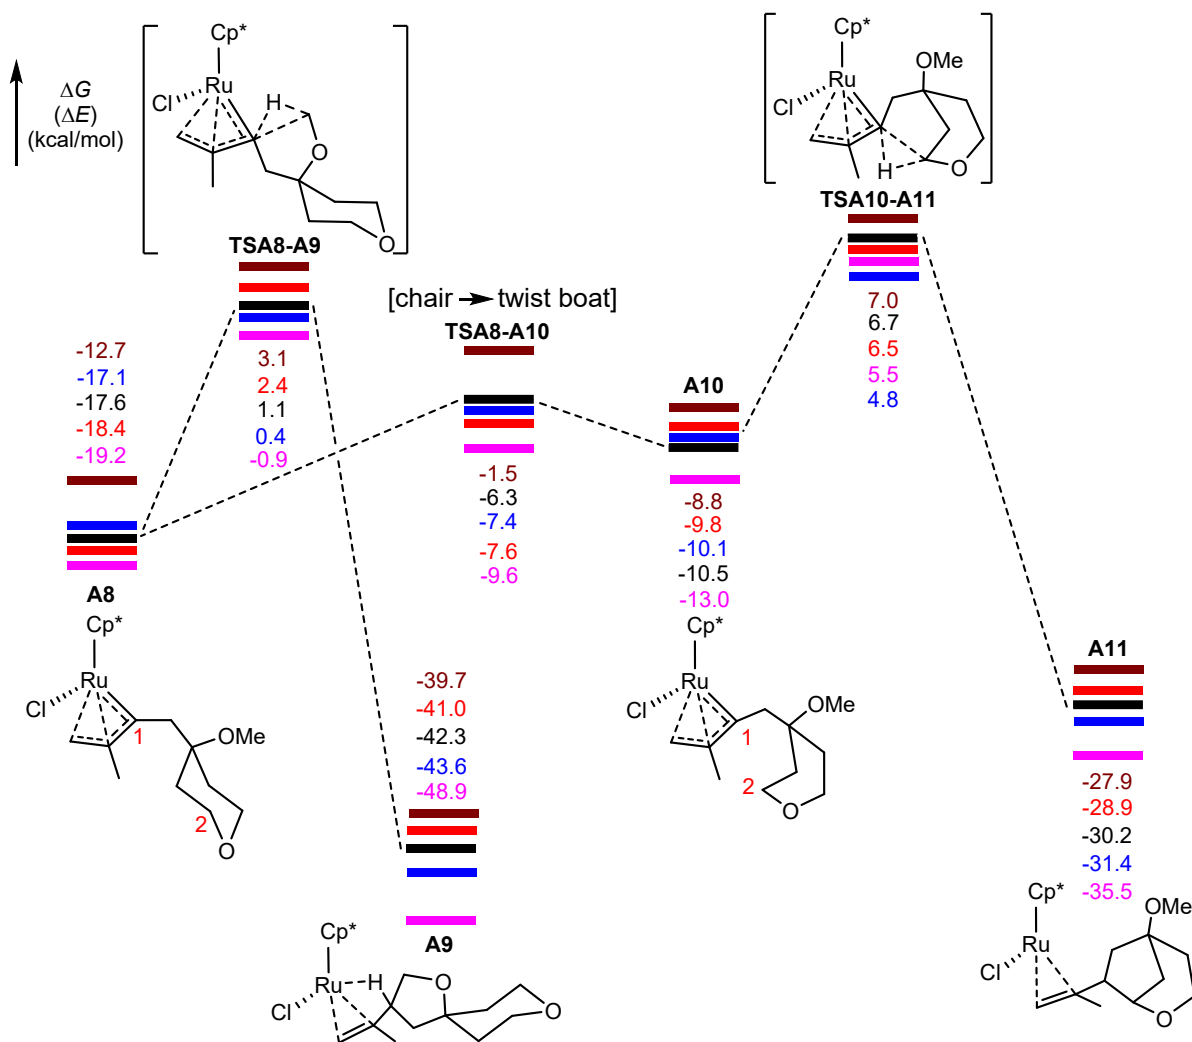 ΔG
(ΔE)
(kcal/mol)
Cp*
Ru
Cl
H
O
O
TSA8-A9
3.1
2.4
1.1
0.4
-0.9
Cp*
Ru
Cl
OMe
H
O
TSA10-A11
7.0
6.7
6.5
5.5
4.8
[chair → twist boat]
TSA8-A10
-1.5
-6.3
-7.4
-7.6
-9.6
-12.7
-17.1
-17.6
-18.4
-19.2
A8
Cp*
Ru
Cl
1
OMe
2
O
A10
-8.8
-9.8
-10.1
-10.5
-13.0
Cp*
Ru
Cl
OMe
1
2
O
-39.7
-41.0
-42.3
-43.6
-48.9
A9
Cp*
Ru
H
Cl
O
O
A11
-27.9
-28.9
-30.2
-31.4
-35.5
Cp*
Ru
Cl
OMe
O